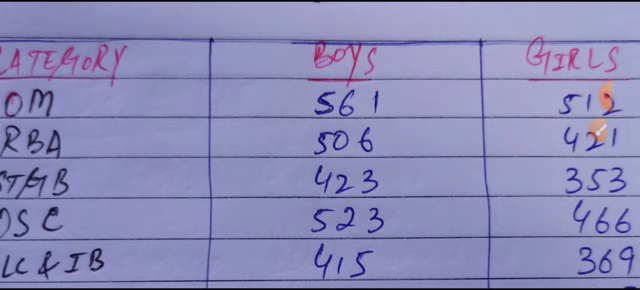 CATEGORY BOYS GIRLS
OM 561 512
RBA 506 421
ST/GB 423 353
OSC 523 466
LC & IB 415 369